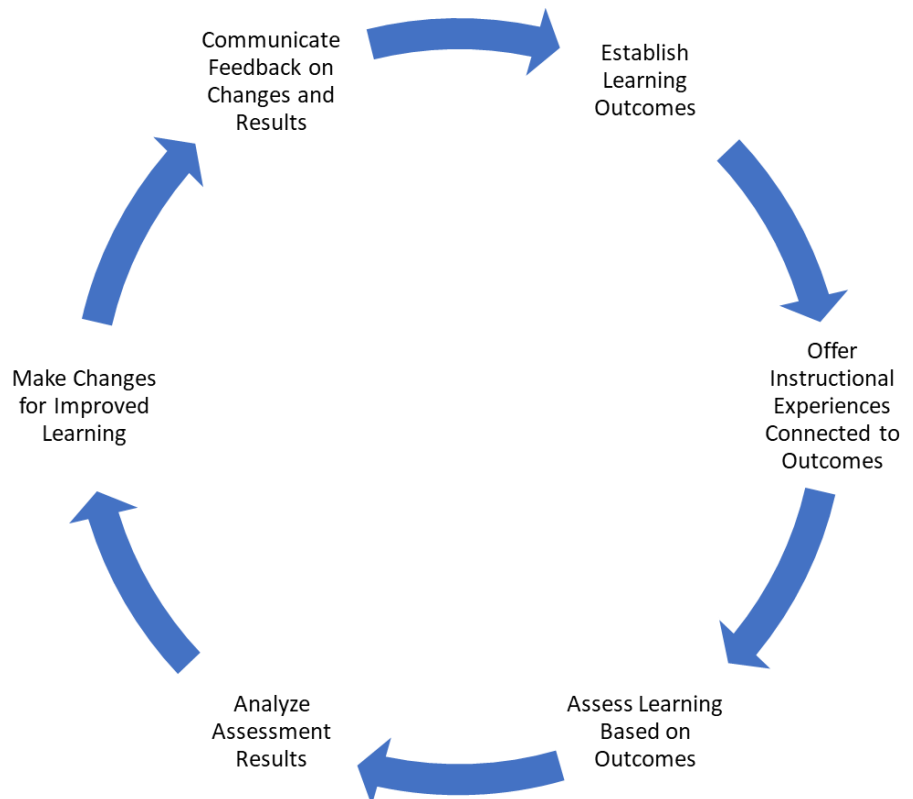 Communicate
Feedback on
Changes and
Results
Establish
Learning
Outcomes
Offer
Instructional
Experiences
Connected to
Outcomes
Assess Learning
Based on
Outcomes
Analyze
Assessment
Results
Make Changes
for Improved
Learning